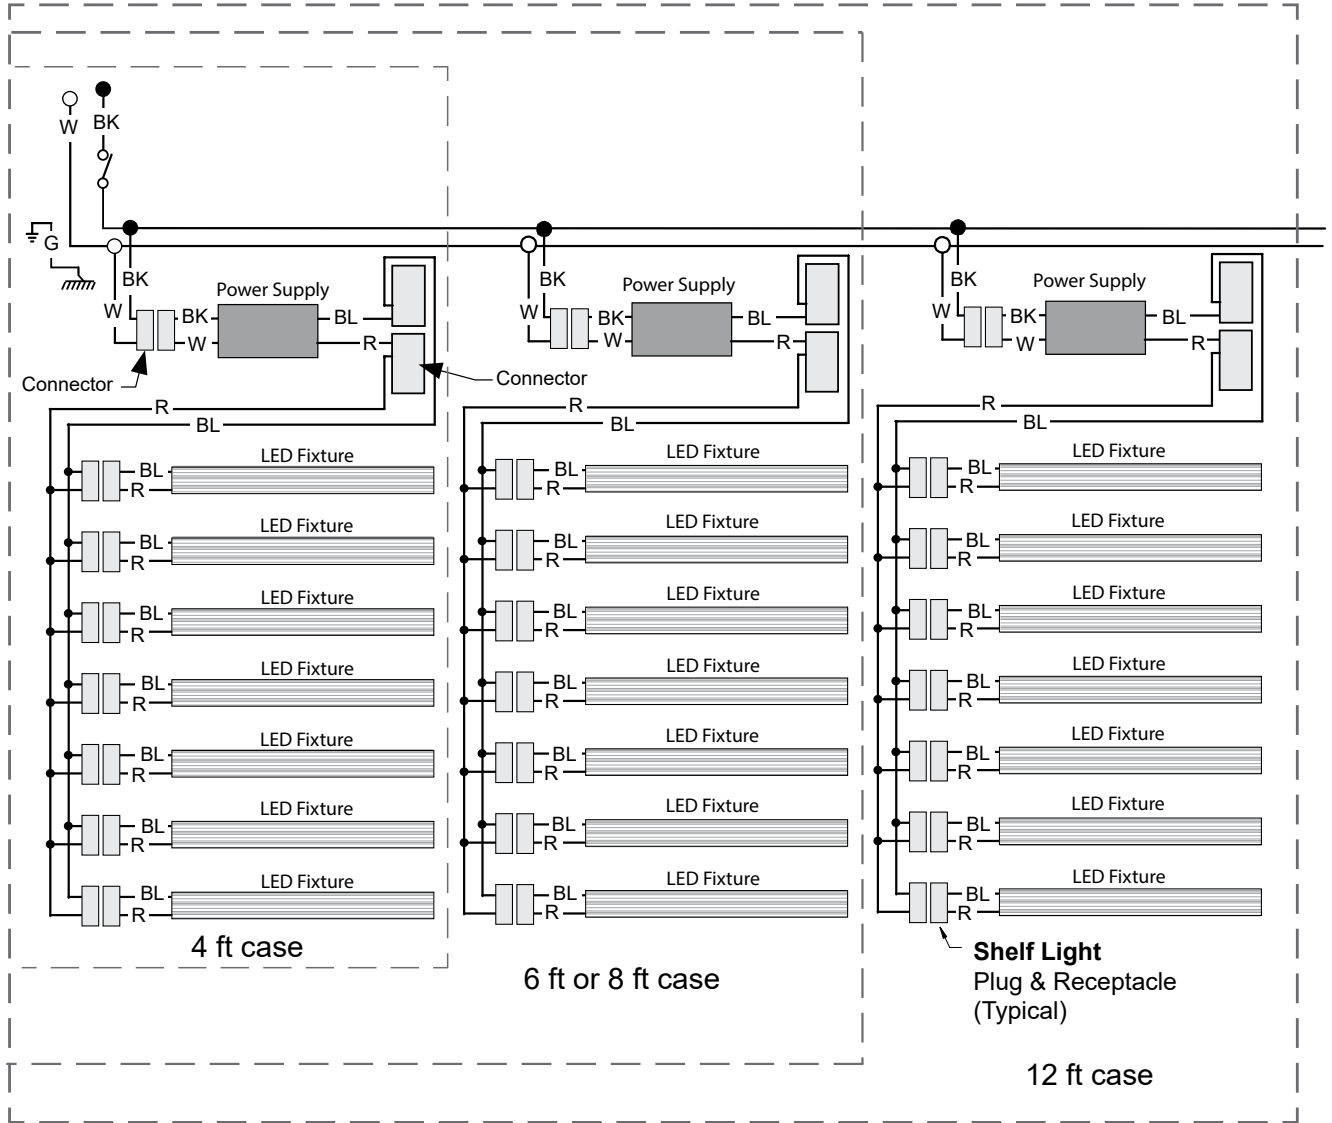 W BK
G
BK
W
Power Supply
BK BL
W R
Connector
R
BL
LED Fixture
BL
R
LED Fixture
BL
R
LED Fixture
BL
R
LED Fixture
BL
R
LED Fixture
BL
R
LED Fixture
BL
R
LED Fixture
BL
R
4 ft case
BK
W
Power Supply
BK BL
W R
Connector
R
BL
LED Fixture
BL
R
LED Fixture
BL
R
LED Fixture
BL
R
LED Fixture
BL
R
LED Fixture
BL
R
LED Fixture
BL
R
LED Fixture
BL
R
6 ft or 8 ft case
BK
W
Power Supply
BK BL
W R
R
BL
LED Fixture
BL
R
LED Fixture
BL
R
LED Fixture
BL
R
LED Fixture
BL
R
LED Fixture
BL
R
LED Fixture
BL
R
LED Fixture
BL
R
Shelf Light
Plug & Receptacle
(Typical)
12 ft case